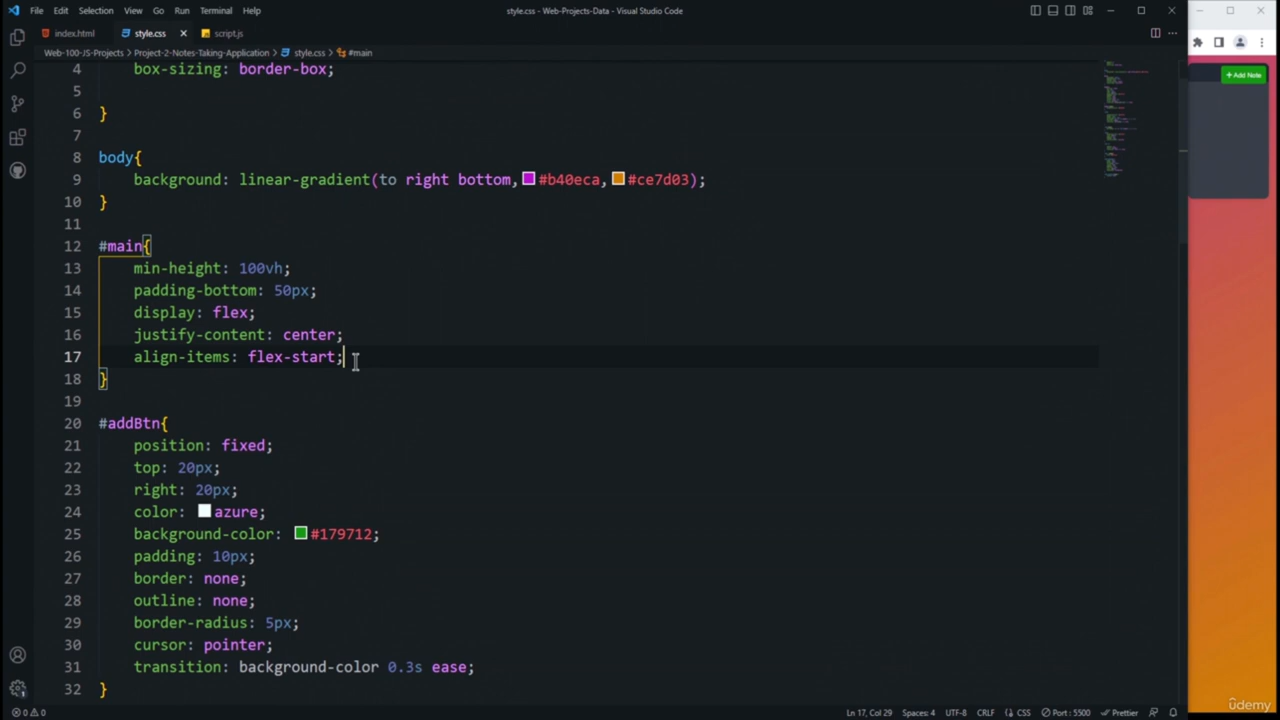 File Edit Selection View Go Run Terminal Help
style.css - Web-Projects-Data - Visual Studio Code
index.html
style.css
script.js
Web-100-JS-Projects > Project-2-Notes-Taking-Application > style.css > #main
+ Add Note
4 box-sizing: border-box;
5
6 }
7
8 body{
9 background: linear-gradient(to right bottom,#b40eca,#ce7d03);
10 }
11
12 #main{
13 min-height: 100vh;
14 padding-bottom: 50px;
15 display: flex;
16 justify-content: center;
17 align-items: flex-start;
18 }
19
20 #addBtn{
21 position: fixed;
22 top: 20px;
23 right: 20px;
24 color: azure;
25 background-color: #179712;
26 padding: 10px;
27 border: none;
28 outline: none;
29 border-radius: 5px;
30 cursor: pointer;
31 transition: background-color 0.3s ease;
32 }
0 0 Ln 17, Col 29 Spaces: 4 UTF-8 CRLF {} CSS Port : 5500 Prettier
ûdemy